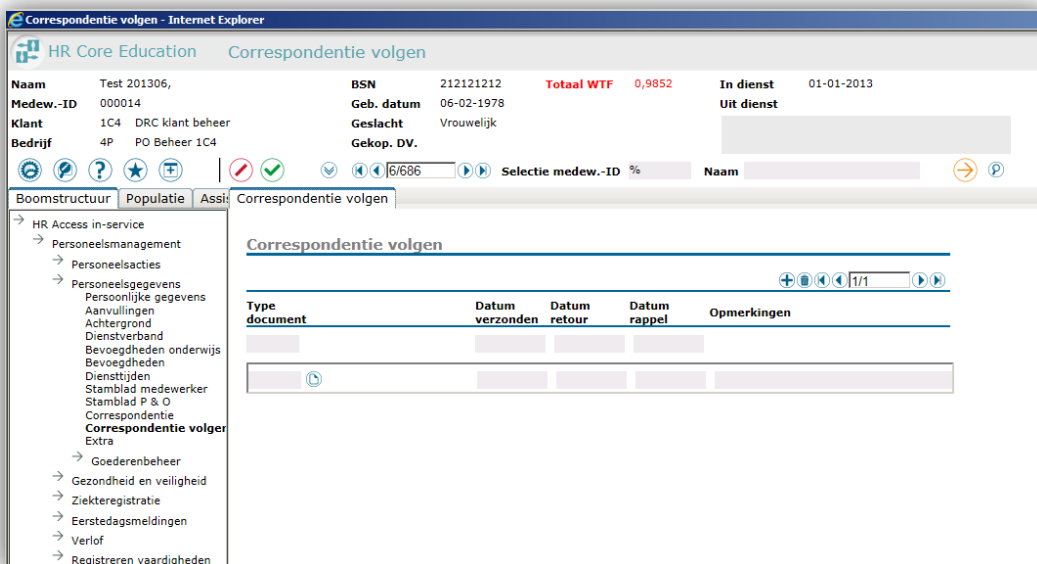 Correspondentie volgen - Internet Explorer
HR Core Education Correspondentie volgen
Naam Test 201306, BSN 212121212 Totaal WTF 0,9852 In dienst 01-01-2013
Medew.-ID 000014 Geb. datum 06-02-1978 Uit dienst
Klant 1C4 DRC klant beheer Geslacht Vrouwelijk
Bedrijf 4P PO Beheer 1C4 Gekop. DV.
6/686 Selectie medew.-ID % Naam
Boomstructuur Populatie Assis Correspondentie volgen
HR Access in-service
Personeelsmanagement
Correspondentie volgen
Personeelsacties
Personeelsgegevens
1/1
Persoonlijke gegevens
Aanvullingen
Achtergrond
Dienstverband
Bevoegdheden onderwijs
Bevoegdheden
Diensttijden
Stamblad medewerker
Stamblad P & O
Correspondentie
Correspondentie volgen
Extra
Goederenbeheer
Gezondheid en veiligheid
Ziekteregistratie
Eerstedagsmeldingen
Verlof
Registreren vaardigheden
Type document
Datum verzonden
Datum retour
Datum rappel
Opmerkingen